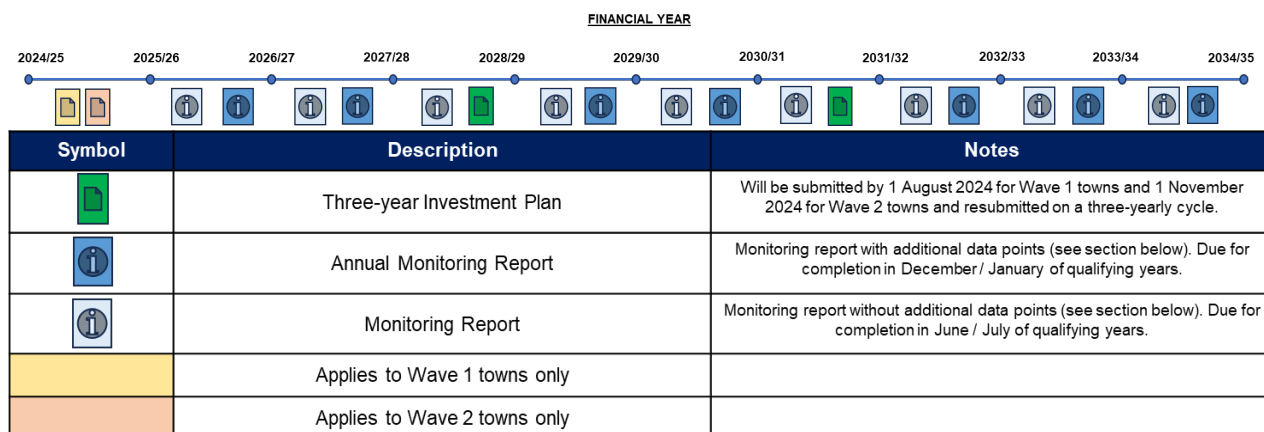 FINANCIAL YEAR
2024/25 2025/26 2026/27 2027/28 2028/29 2029/30 2030/31 2031/32 2032/33 2033/34 2034/35
Symbol Description Notes
Three-year Investment Plan
Will be submitted by 1 August 2024 for Wave 1 towns and 1 November
2024 for Wave 2 towns and resubmitted on a three-yearly cycle.
Annual Monitoring Report
Monitoring report with additional data points (see section below). Due for
completion in December / January of qualifying years.
Monitoring Report
Monitoring report without additional data points (see section below). Due for
completion in June / July of qualifying years.
Applies to Wave 1 towns only
Applies to Wave 2 towns only